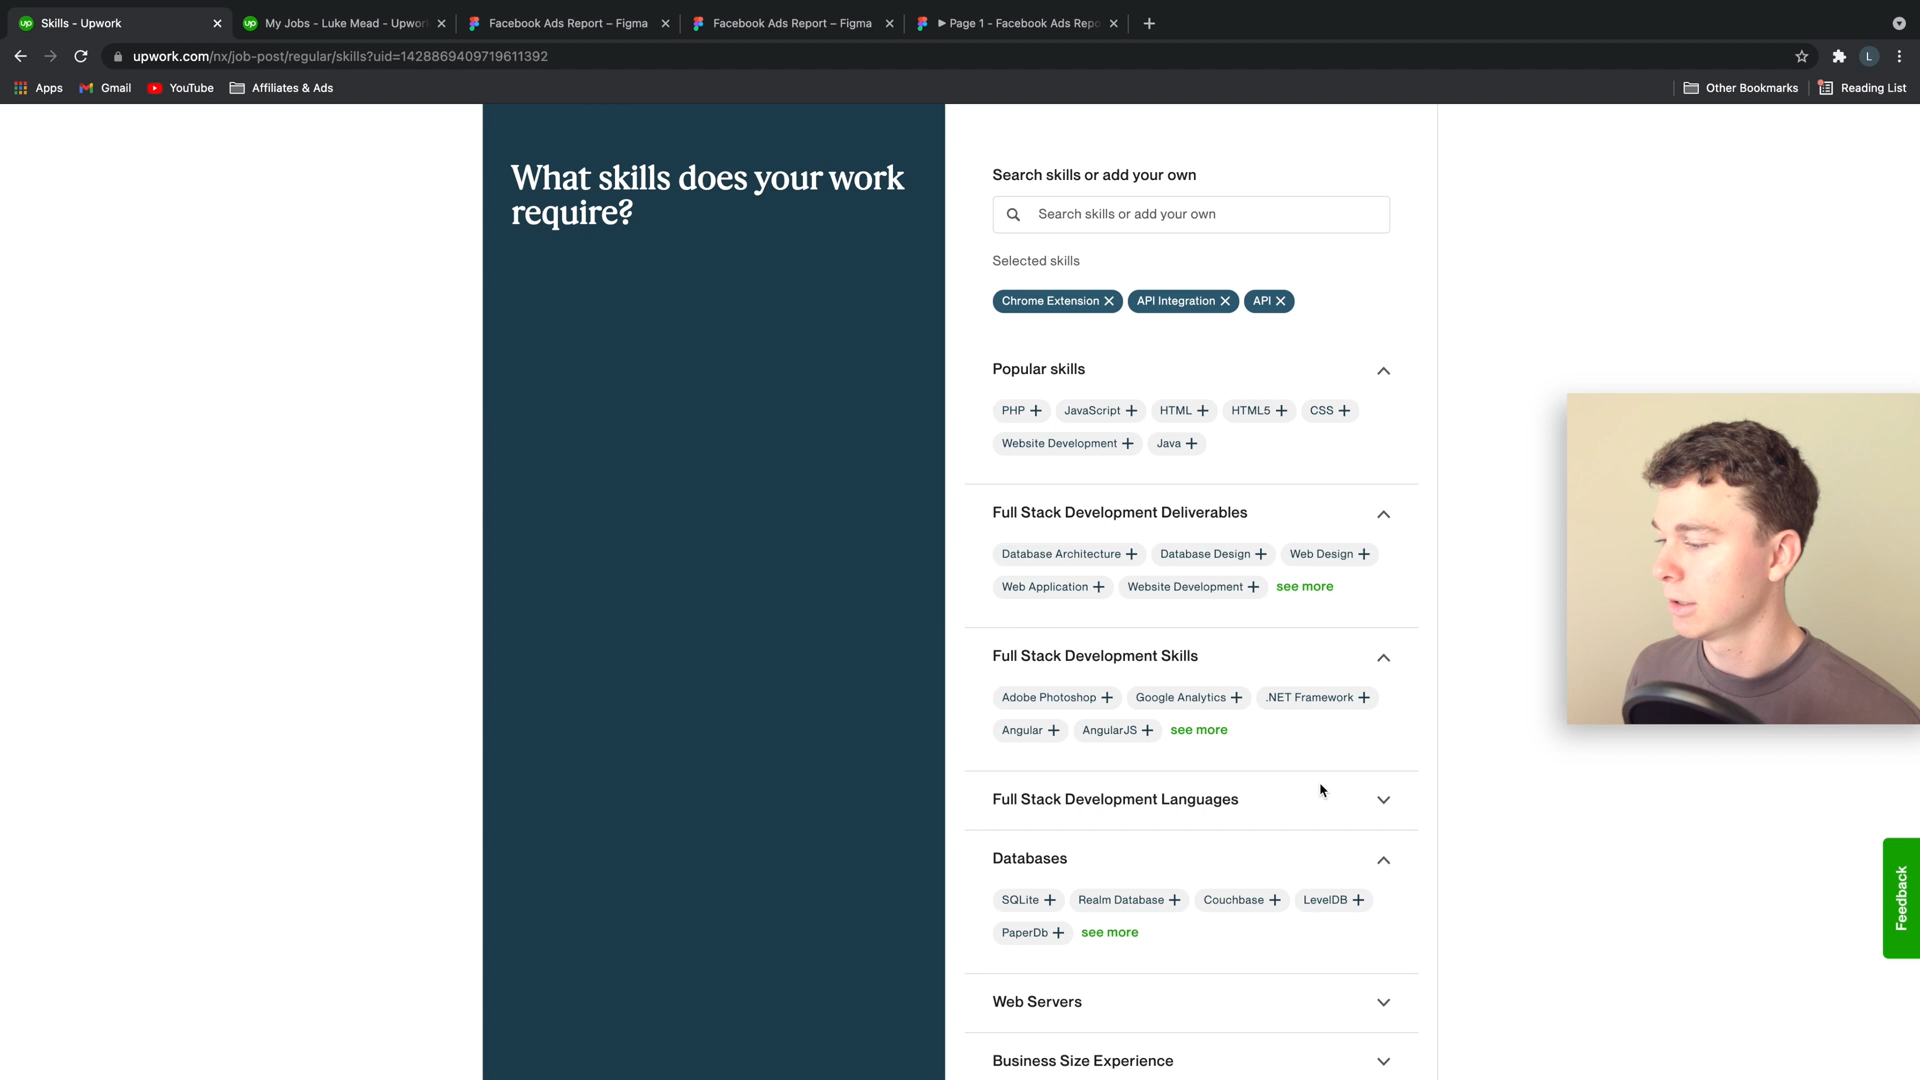 Skills - Upwork
My Jobs - Luke Mead - Upwor
Facebook Ads Report – Figma
Facebook Ads Report – Figma
Page 1 - Facebook Ads Repo
upwork.com/nx/job-post/regular/skills?uid=1428869409719611392
L
Apps
Gmail
YouTube
Affiliates & Ads
Other Bookmarks
Reading List
What skills does your work
require?
Search skills or add your own
Search skills or add your own
Selected skills
Chrome Extension
API Integration
API
Popular skills
PHP
JavaScript
HTML
HTML5
CSS
Website Development
Java
Full Stack Development Deliverables
Database Architecture
Database Design
Web Design
Web Application
Website Development
see more
Full Stack Development Skills
Adobe Photoshop
Google Analytics
.NET Framework
Angular
AngularJS
see more
Full Stack Development Languages
Databases
SQLite
Realm Database
Couchbase
LevelDB
PaperDb
see more
Web Servers
Business Size Experience
Feedback